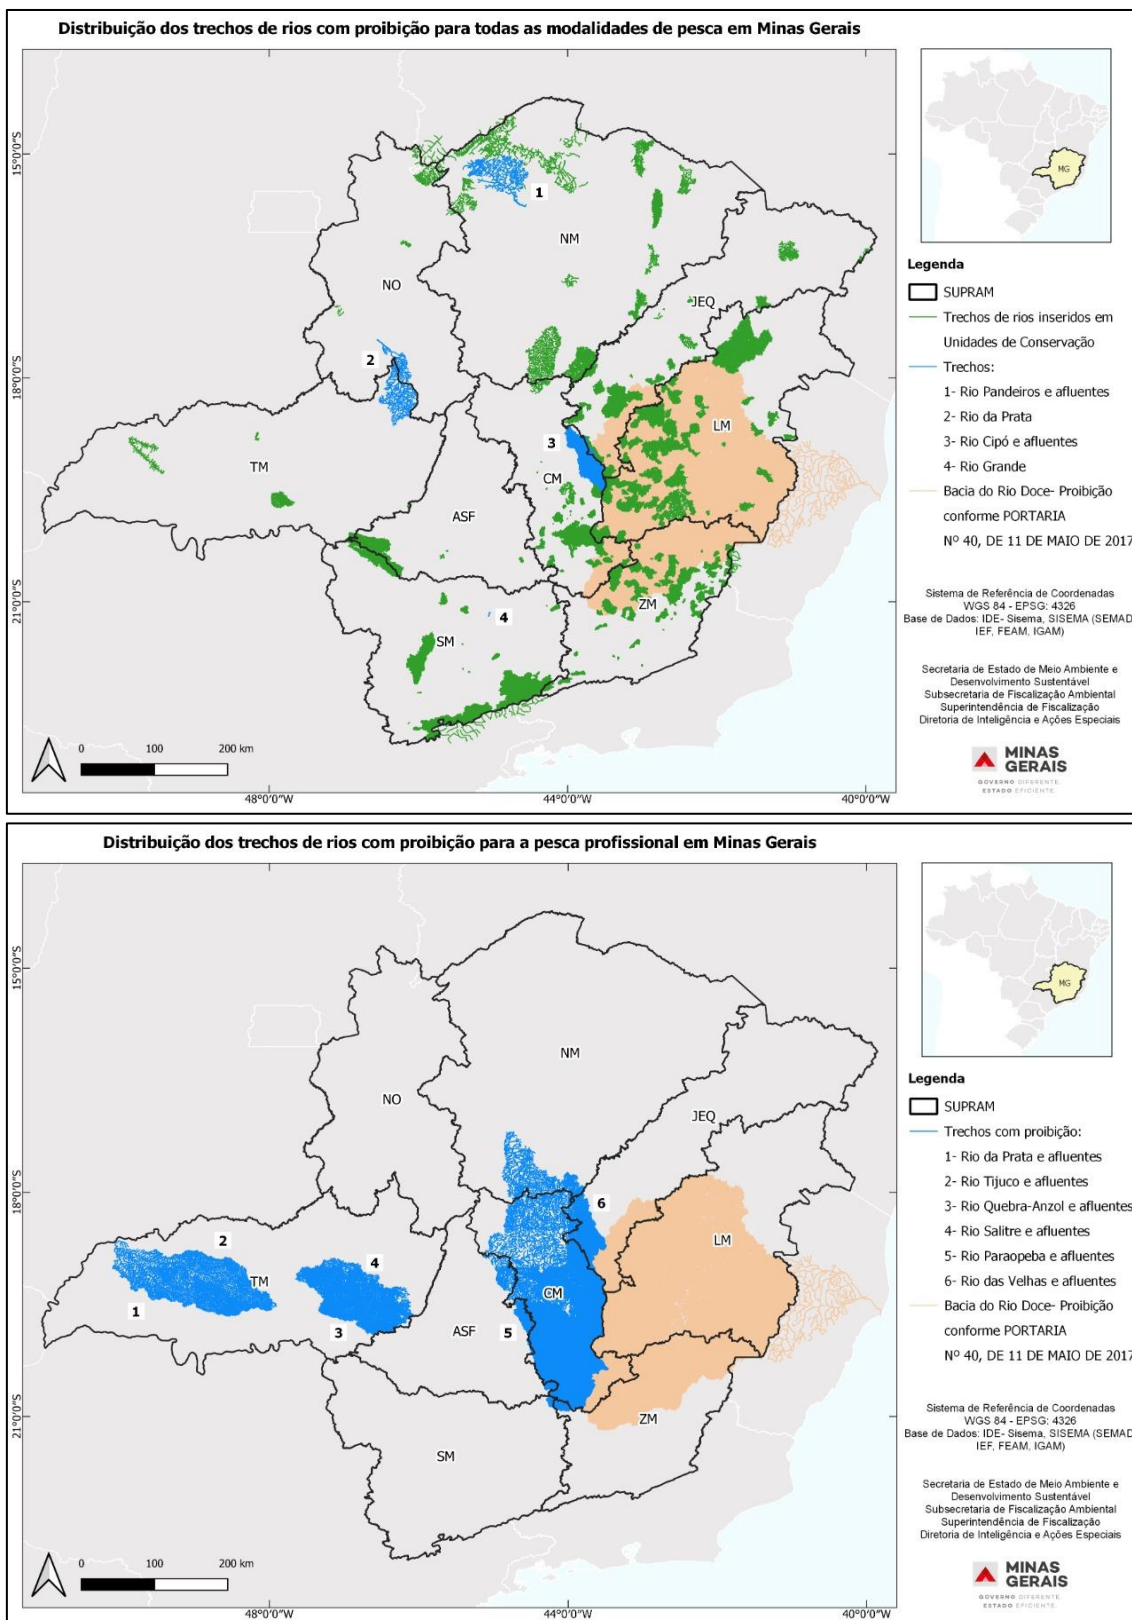 Distribuição dos trechos de rios com proibição para todas as modalidades de pesca em Minas Gerais
15°0'0"S
18°0'0"S
21°0'0"S
1
NM
NO
JEQ
2
LM
3
CM
TM
ASF
ZM
4
SM
0 100 200 km
48°0'0"W 44°0'0"W 40°0'0"W
MG
Legenda
SUPRAM
Trechos de rios inseridos em
Unidades de Conservação
Trechos:
1- Rio Pandeiros e afluentes
2- Rio da Prata
3- Rio Cipó e afluentes
4- Rio Grande
Bacia do Rio Doce- Proibição
conforme PORTARIA
Nº 40, DE 11 DE MAIO DE 2017
Sistema de Referência de Coordenadas
WGS 84 - EPSG: 4326
Base de Dados: IDE- Sisema, SISEMA (SEMAD
IEF, FEAM, IGAM)
Secretaria de Estado de Meio Ambiente e
Desenvolvimento Sustentável
Subsecretaria de Fiscalização Ambiental
Superintendência de Fiscalização
Diretoria de Inteligência e Ações Especiais
MINAS
GERAIS
GOVERNO DIFERENTE.
ESTADO EFICIENTE.
Distribuição dos trechos de rios com proibição para a pesca profissional em Minas Gerais
15°0'0"S
18°0'0"S
21°0'0"S
NM
NO
JEQ
6
2
LM
4
TM
CM
1
3
ASF
5
ZM
SM
0 100 200 km
48°0'0"W 44°0'0"W 40°0'0"W
MG
Legenda
SUPRAM
Trechos com proibição:
1- Rio da Prata e afluentes
2- Rio Tijuco e afluentes
3- Rio Quebra-Anzol e afluentes
4- Rio Salitre e afluentes
5- Rio Paraopeba e afluentes
6- Rio das Velhas e afluentes
Bacia do Rio Doce- Proibição
conforme PORTARIA
Nº 40, DE 11 DE MAIO DE 2017
Sistema de Referência de Coordenadas
WGS 84 - EPSG: 4326
Base de Dados: IDE- Sisema, SISEMA (SEMAD
IEF, FEAM, IGAM)
Secretaria de Estado de Meio Ambiente e
Desenvolvimento Sustentável
Subsecretaria de Fiscalização Ambiental
Superintendência de Fiscalização
Diretoria de Inteligência e Ações Especiais
MINAS
GERAIS
GOVERNO DIFERENTE.
ESTADO EFICIENTE.